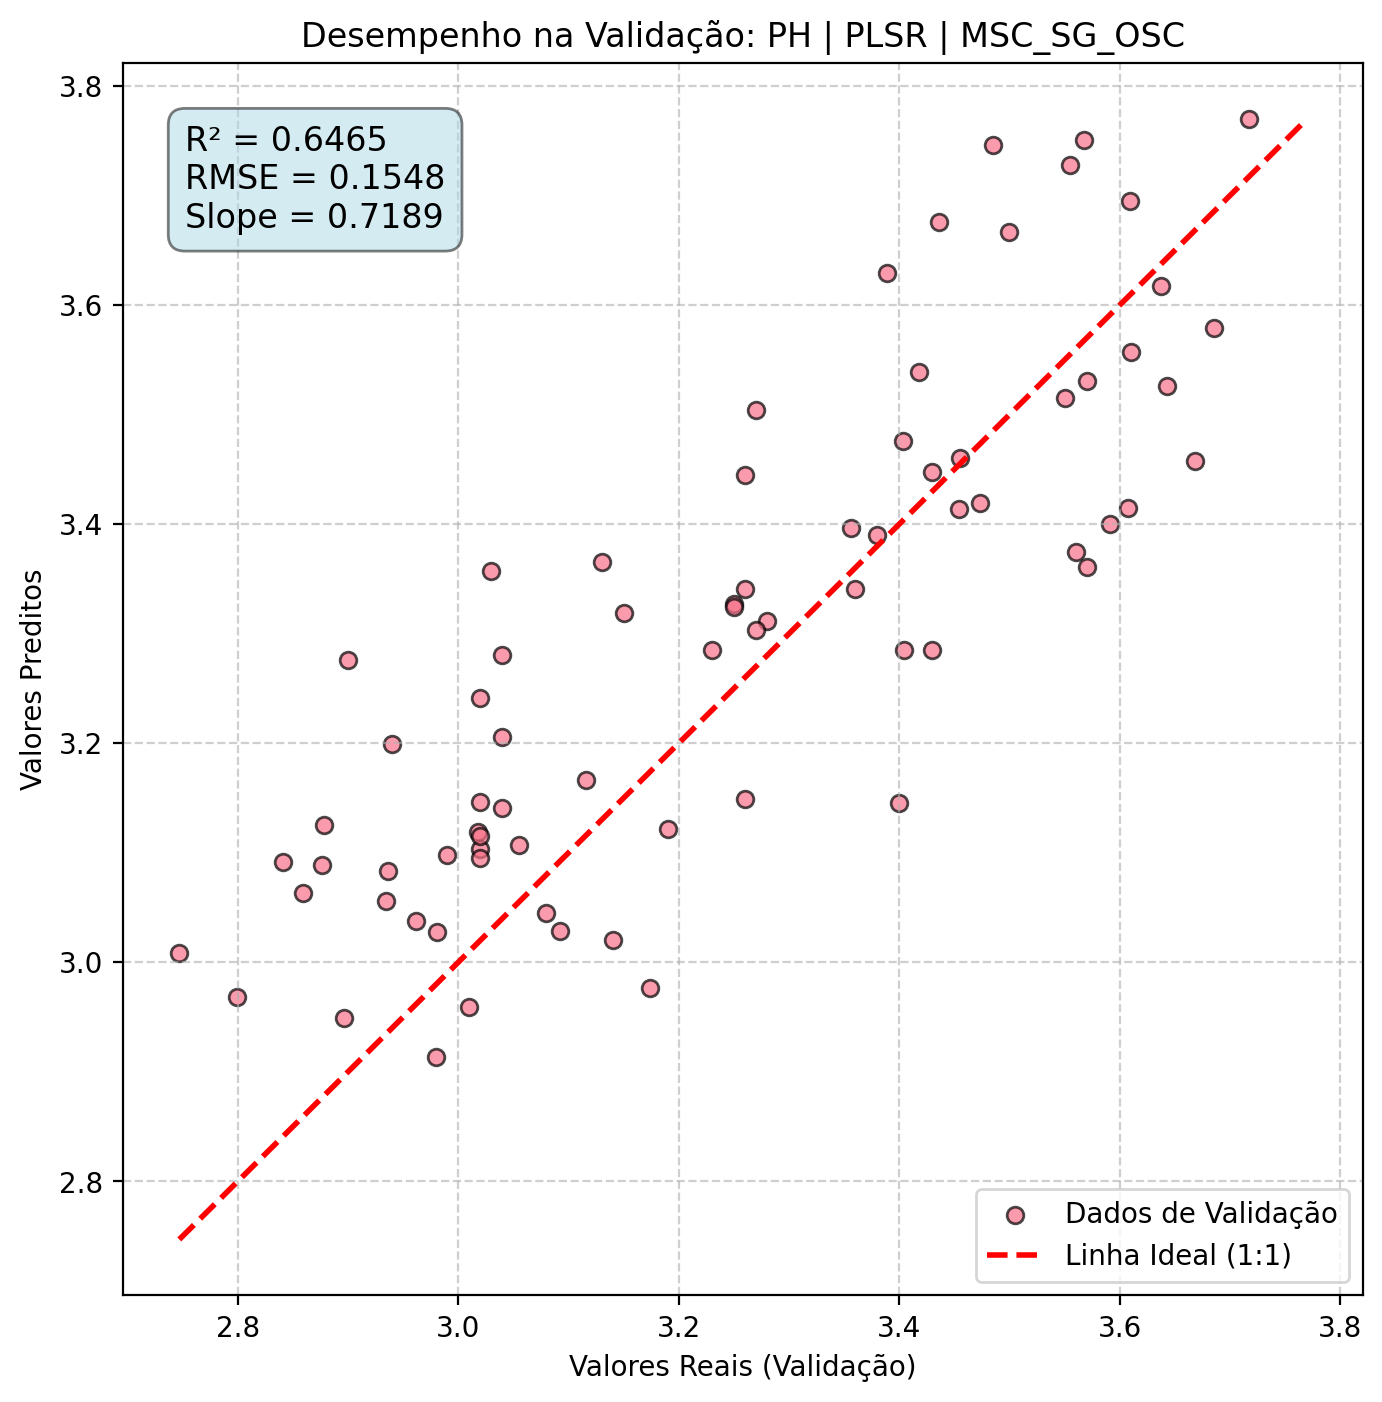 Desempenho na Validação: PH | PLSR | MSC_SG_OSC
R² = 0.6465
RMSE = 0.1548
Slope = 0.7189
Valores Preditos
3.8
3.6
3.4
3.2
3.0
2.8
Dados de Validação
Linha Ideal (1:1)
2.8 3.0 3.2 3.4 3.6 3.8
Valores Reais (Validação)